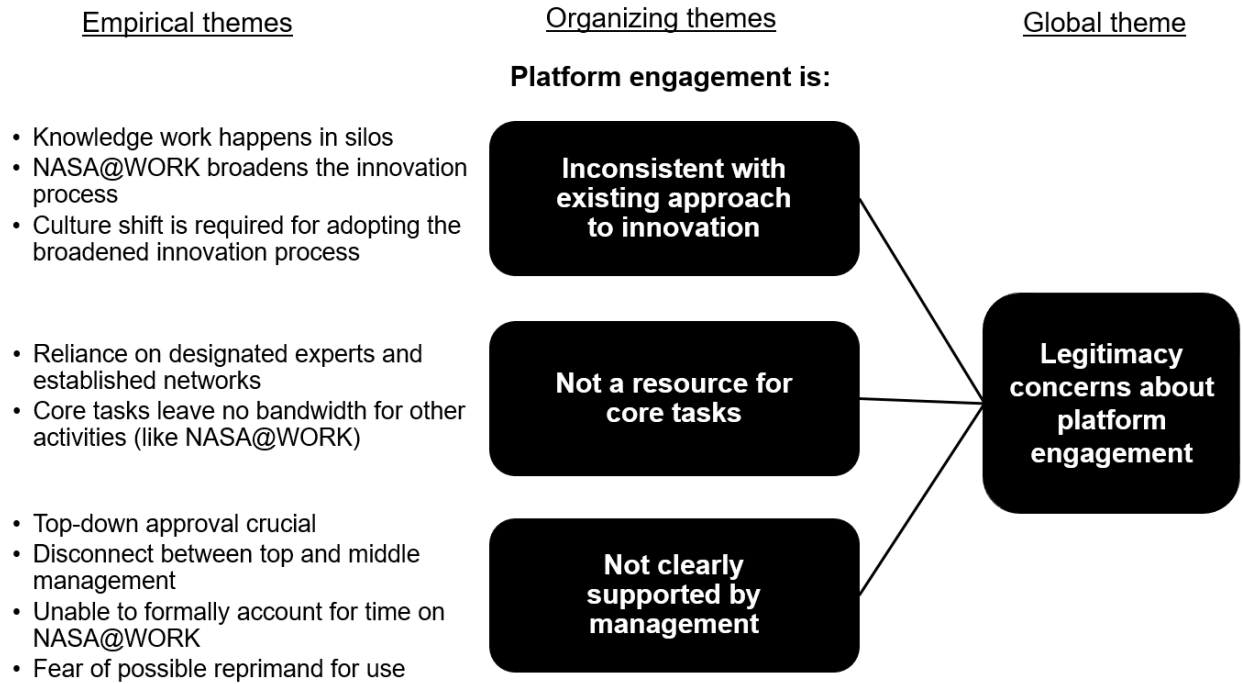 Empirical themes
Organizing themes
Global theme
Platform engagement is:
• Knowledge work happens in silos
• NASA@WORK broadens the innovation
process
• Culture shift is required for adopting the
broadened innovation process
Inconsistent with
existing approach
to innovation
• Reliance on designated experts and
established networks
• Core tasks leave no bandwidth for other
activities (like NASA@WORK)
Not a resource for
core tasks
• Top-down approval crucial
• Disconnect between top and middle
management
• Unable to formally account for time on
NASA@WORK
• Fear of possible reprimand for use
Not clearly
supported by
management
Legitimacy
concerns about
platform
engagement